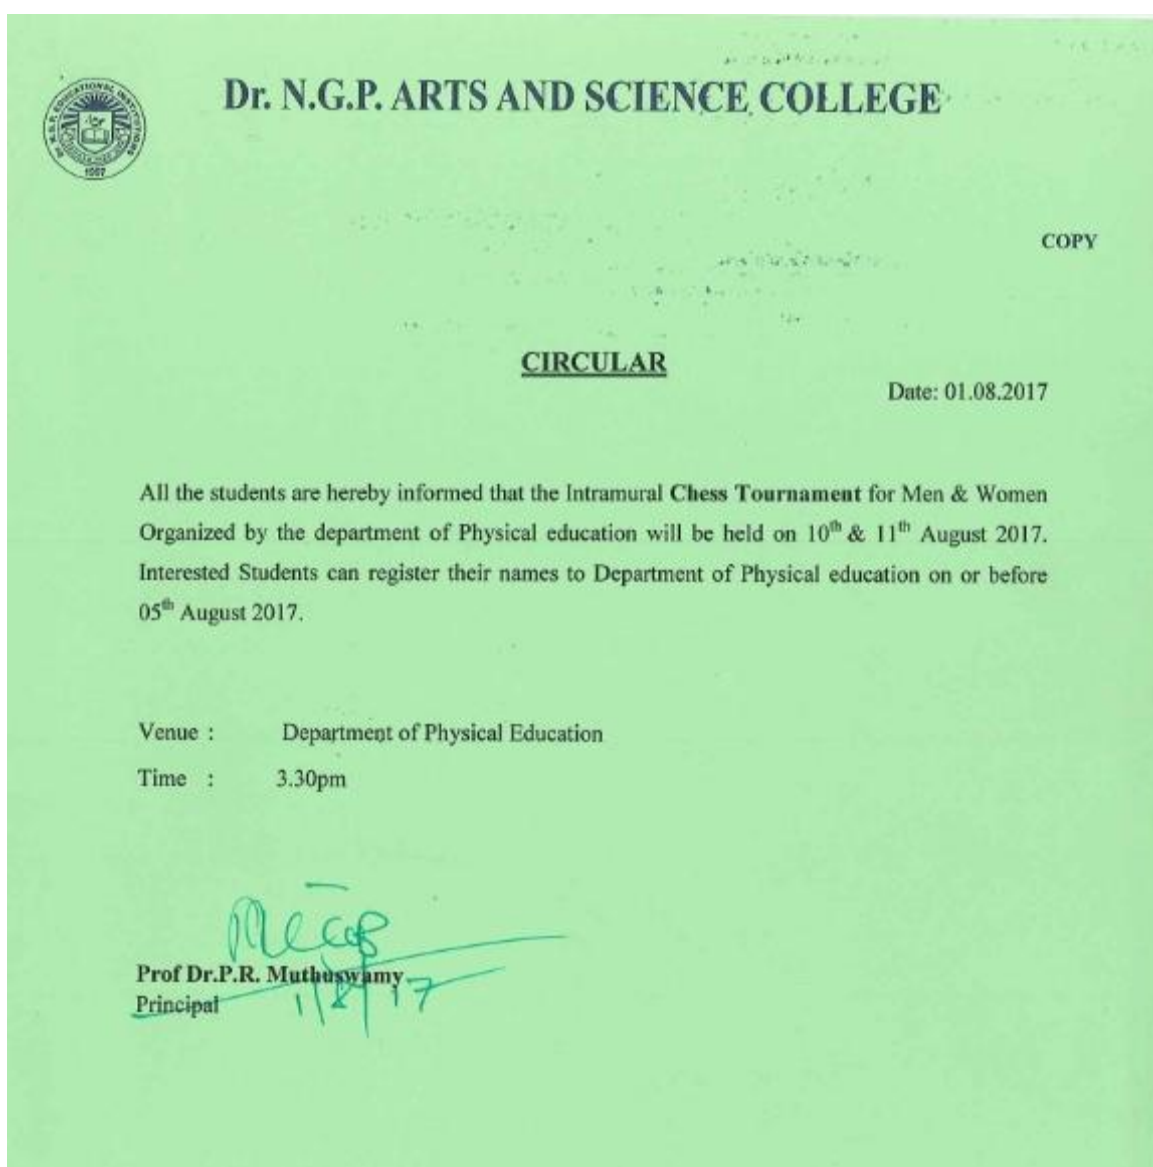 Dr. N.G.P. ARTS AND SCIENCE COLLEGE
1997
COPY
CIRCULAR
Date: 01.08.2017
All the students are hereby informed that the Intramural Chess Tournament for Men & Women
Organized by the department of Physical education will be held on 10th & 11th August 2017.
Interested Students can register their names to Department of Physical education on or before
05th August 2017.
Venue : Department of Physical Education
Time : 3.30pm
Prof Dr.P.R. Muthuswamy
Principal
1/8/17